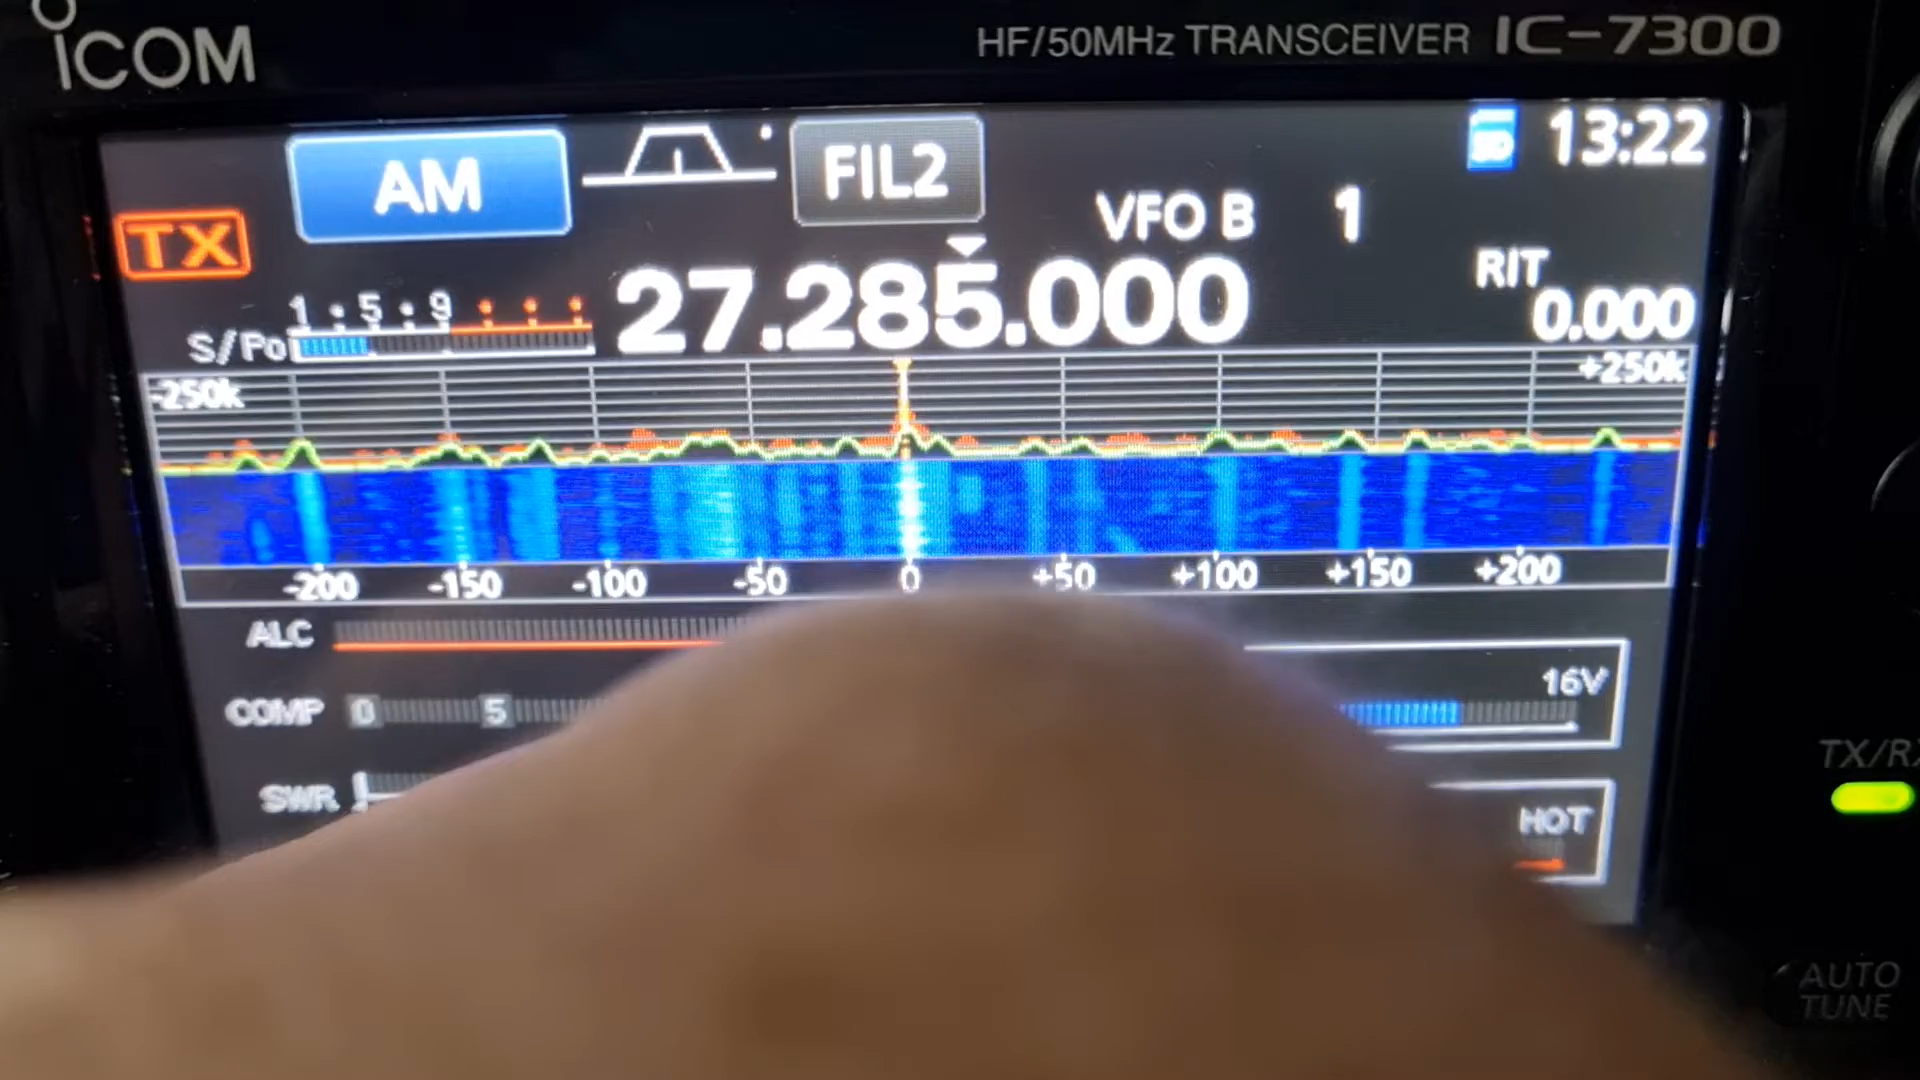 ICOM
HF/50MHz TRANSCEIVER IC-7300
AM FIL2 13:22
TX VFO B 1
1 5 9 27.285.000 RIT
S/Po 0.000
-250k +250k
-200 -150 -100 -50 0 +50 +100 +150 +200
ALC
16V
COMP 0 5
TX/RX
SWR
HOT
AUTO
TUNE